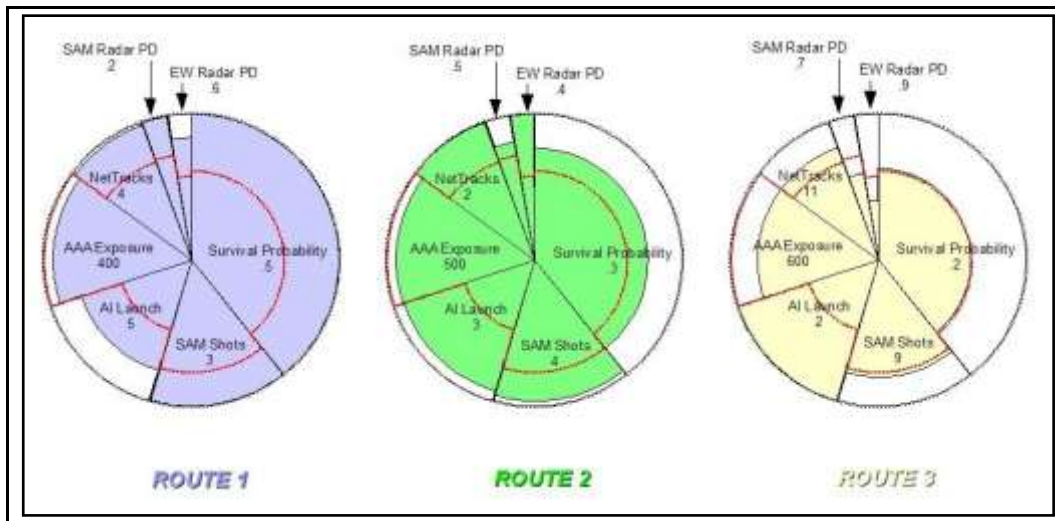 SAM Radar PD
.2
EW Radar PD
.6
NetTracks
4
AAA Exposure
400
Survival Probability
.5
AI Launch
5
SAM Shots
3
ROUTE 1
SAM Radar PD
.5
EW Radar PD
.4
NetTracks
2
AAA Exposure
500
Survival Probability
.3
AI Launch
3
SAM Shots
4
ROUTE 2
SAM Radar PD
.7
EW Radar PD
.9
NetTracks
11
AAA Exposure
600
Survival Probability
.2
AI Launch
2
SAM Shots
9
ROUTE 3